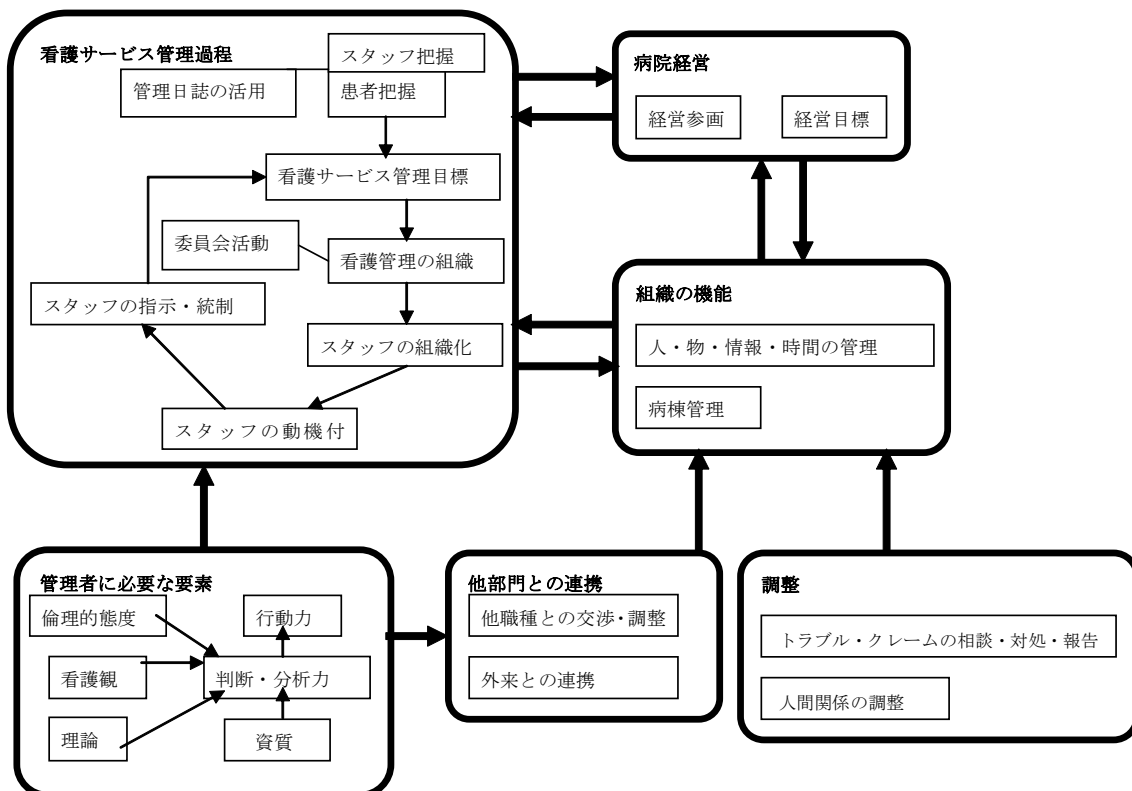 看護サービス管理過程
スタッフ把握
管理日誌の活用
患者把握
看護サービス管理目標
委員会活動
看護管理の組織
スタッフの指示・統制
スタッフの組織化
スタッフの動機付
病院経営
経営参画
経営目標
組織の機能
人・物・情報・時間の管理
病棟管理
管理者に必要な要素
倫理的態度
行動力
看護観
判断・分析力
理論
資質
他部門との連携
他職種との交渉・調整
外来との連携
調整
トラブル・クレームの相談・対処・報告
人間関係の調整